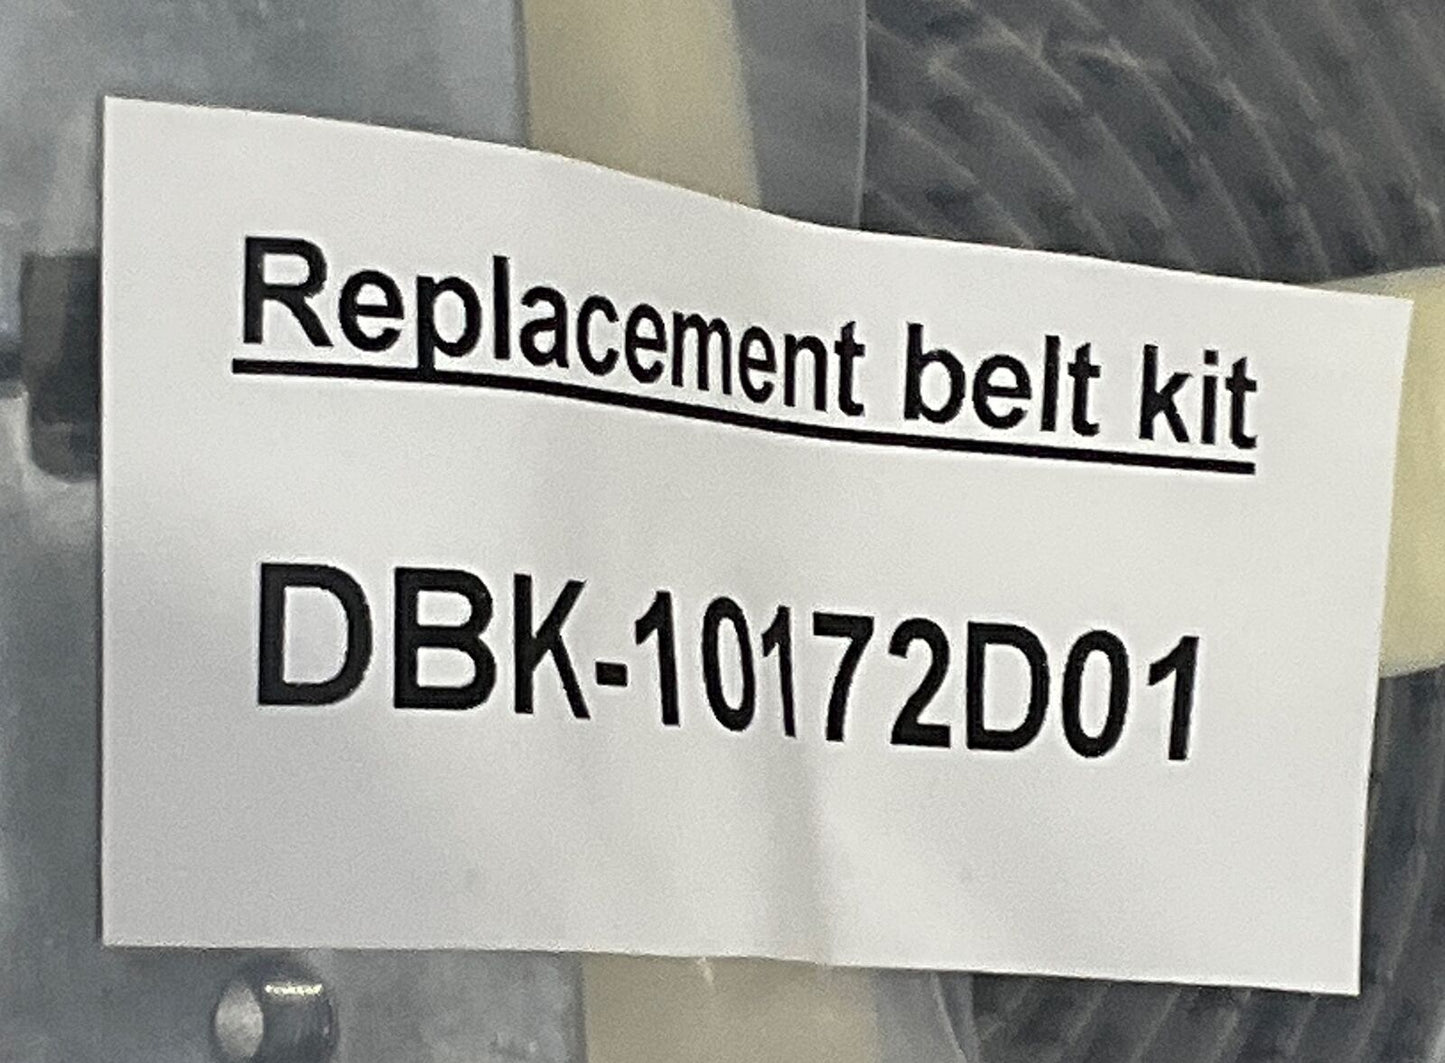 Replacement belt kit
DBK-10172D01